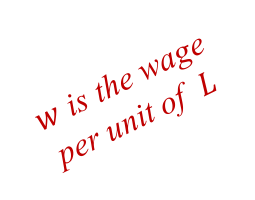 w is the wage
per unit of L